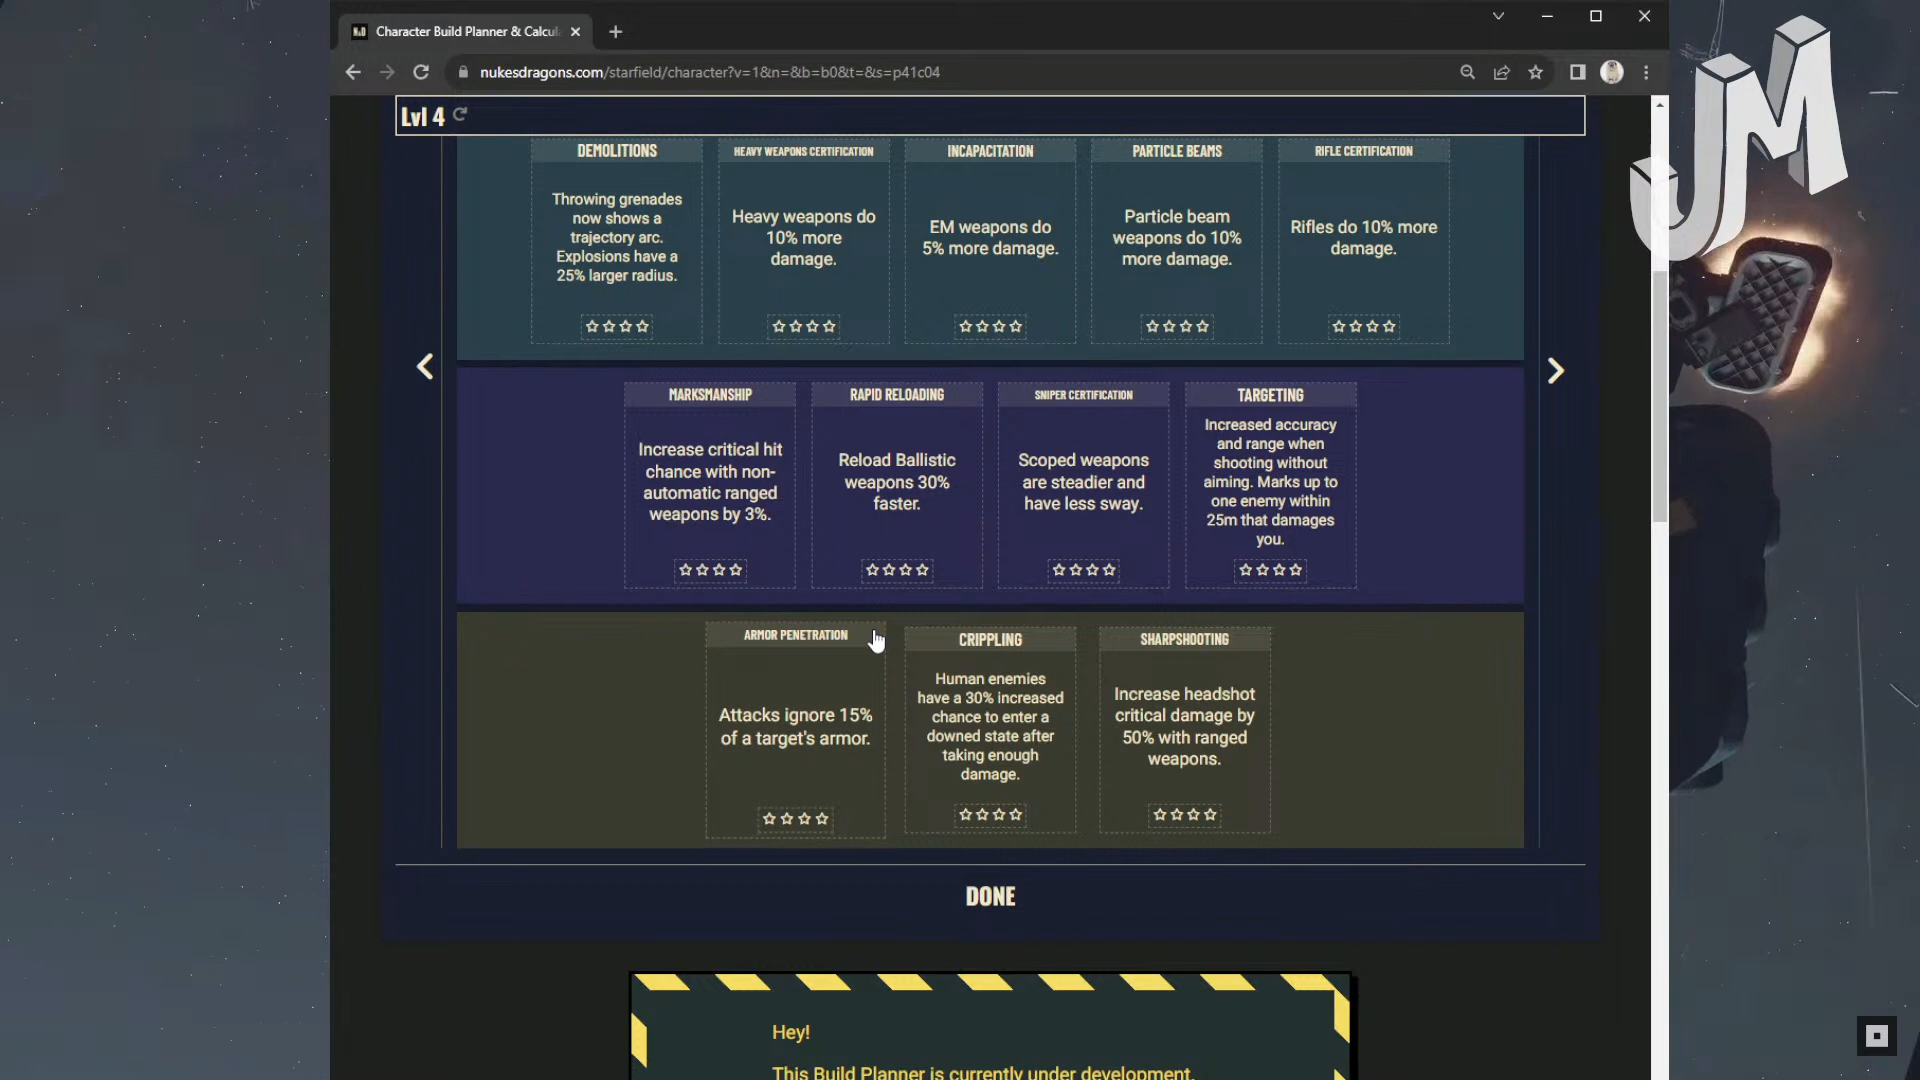 Character Build Planner & Calcul
nukesdragons.com/starfield/character?v=1&n=&b=b0&t=&s=p41c04
JM
Lvl 4
DEMOLITIONS
Throwing grenades
now shows a
trajectory arc.
Explosions have a
25% larger radius.
HEAVY WEAPONS CERTIFICATION
Heavy weapons do
10% more
damage.
INCAPACITATION
EM weapons do
5% more damage.
PARTICLE BEAMS
Particle beam
weapons do 10%
more damage.
RIFLE CERTIFICATION
Rifles do 10% more
damage.
MARKSMANSHIP
Increase critical hit
chance with non-
automatic ranged
weapons by 3%.
RAPID RELOADING
Reload Ballistic
weapons 30%
faster.
SNIPER CERTIFICATION
Scoped weapons
are steadier and
have less sway.
TARGETING
Increased accuracy
and range when
shooting without
aiming. Marks up to
one enemy within
25m that damages
you.
ARMOR PENETRATION
Attacks ignore 15%
of a target's armor.
CRIPPLING
Human enemies
have a 30% increased
chance to enter a
downed state after
taking enough
damage.
SHARPSHOOTING
Increase headshot
critical damage by
50% with ranged
weapons.
DONE
Hey!
This Build Planner is currently under development.